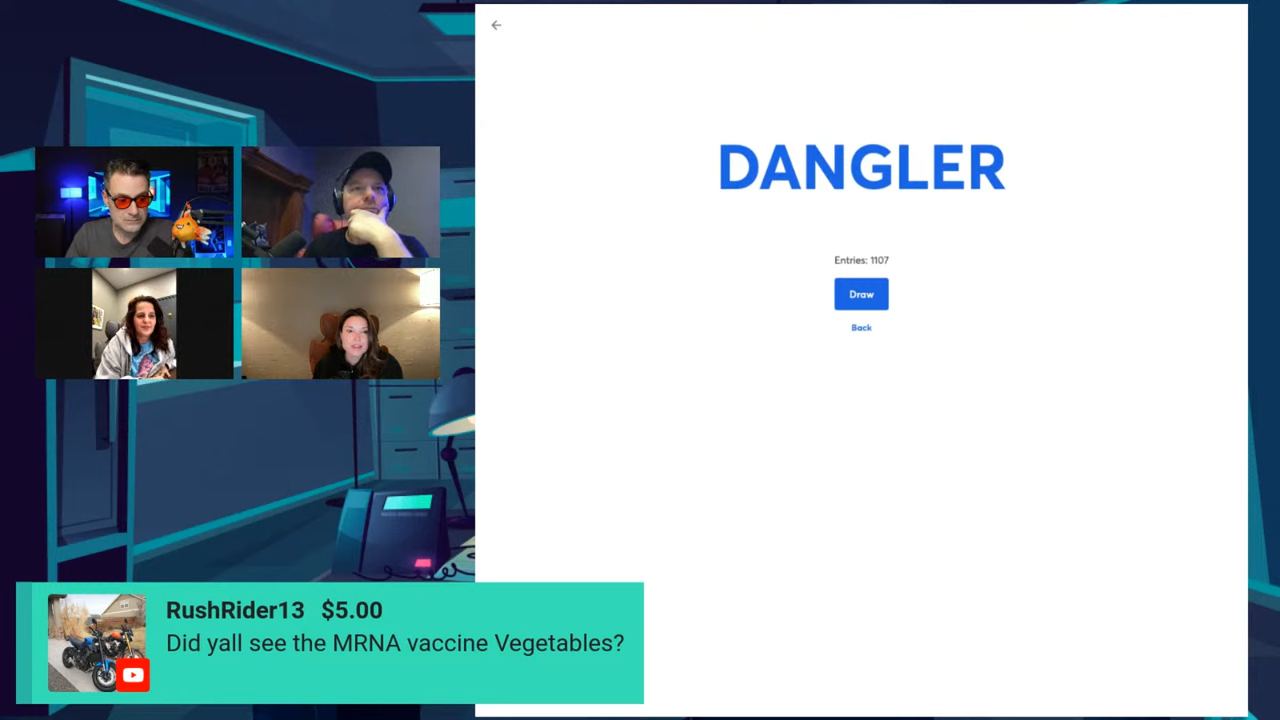 DANGLER
Entries: 1107
Draw
Back
RushRider13 $5.00
Did yall see the MRNA vaccine Vegetables?